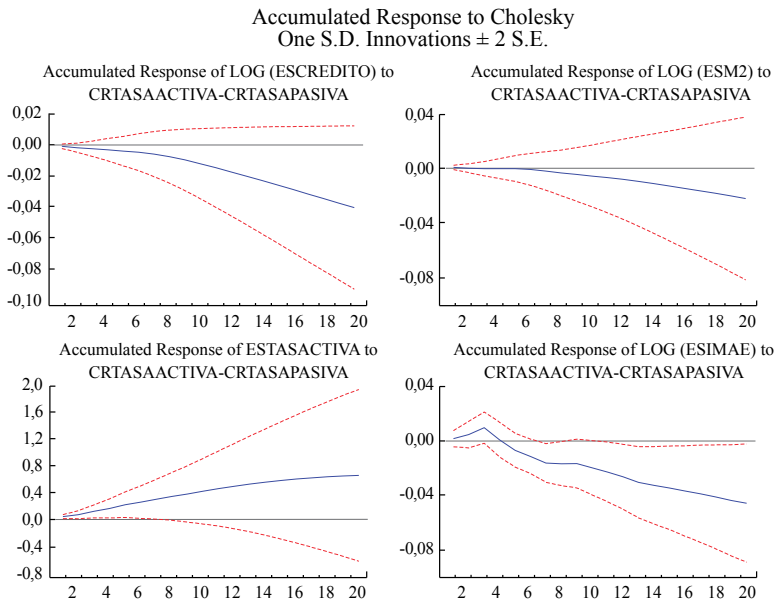 Accumulated Response to Cholesky
One S.D. Innovations ± 2 S.E.
Accumulated Response of LOG (ESCREDITO) to
CRTASAACTIVA-CRTASAPASIVA
0,02
0,00
-0,02
-0,04
-0,06
-0,08
-0,10
2 4 6 8 10 12 14 16 18 20
Accumulated Response of LOG (ESM2) to
CRTASAACTIVA-CRTASAPASIVA
0,04
0,00
-0,04
-0,08
2 4 6 8 10 12 14 16 18 20
Accumulated Response of ESTASACTIVA to
CRTASAACTIVA-CRTASAPASIVA
2,0
1,6
1,2
0,8
0,4
0,0
-0,4
-0,8
2 4 6 8 10 12 14 16 18 20
Accumulated Response of LOG (ESIMAE) to
CRTASAACTIVA-CRTASAPASIVA
0,04
0,00
-0,04
-0,08
2 4 6 8 10 12 14 16 18 20